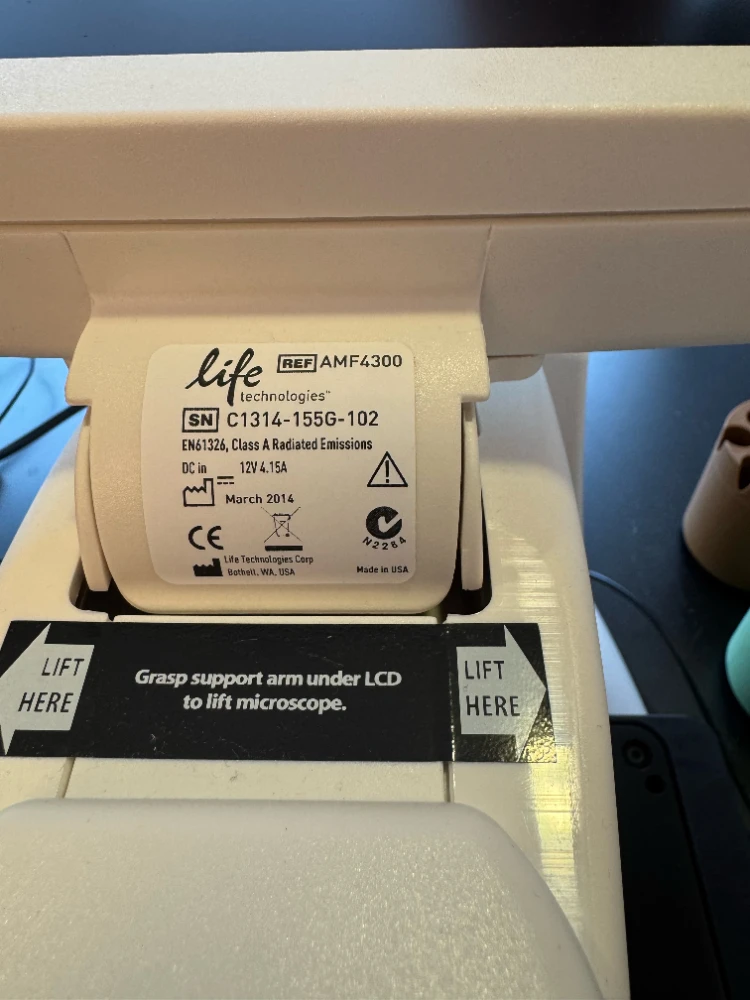 life technologies™
REF AMF4300
SN C1314-155G-102
EN61326, Class A Radiated Emissions
DC in 12V 4.15A
March 2014
CE
N2284
Life Technologies Corp
Bothell, WA, USA
Made in USA
LIFT HERE
Grasp support arm under LCD
to lift microscope.
LIFT HERE